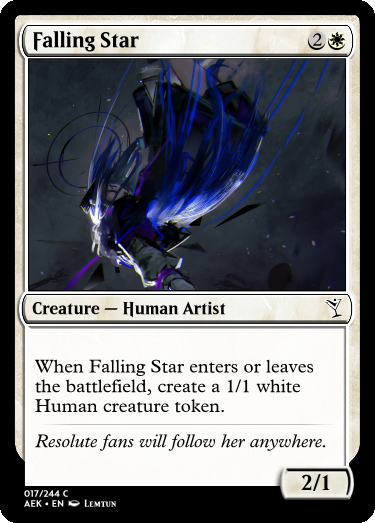 Falling Star 2
Creature — Human Artist
When Falling Star enters or leaves
the battlefield, create a 1/1 white
Human creature token.
Resolute fans will follow her anywhere.
2/1
017/244 C
AEK • EN Lemtun